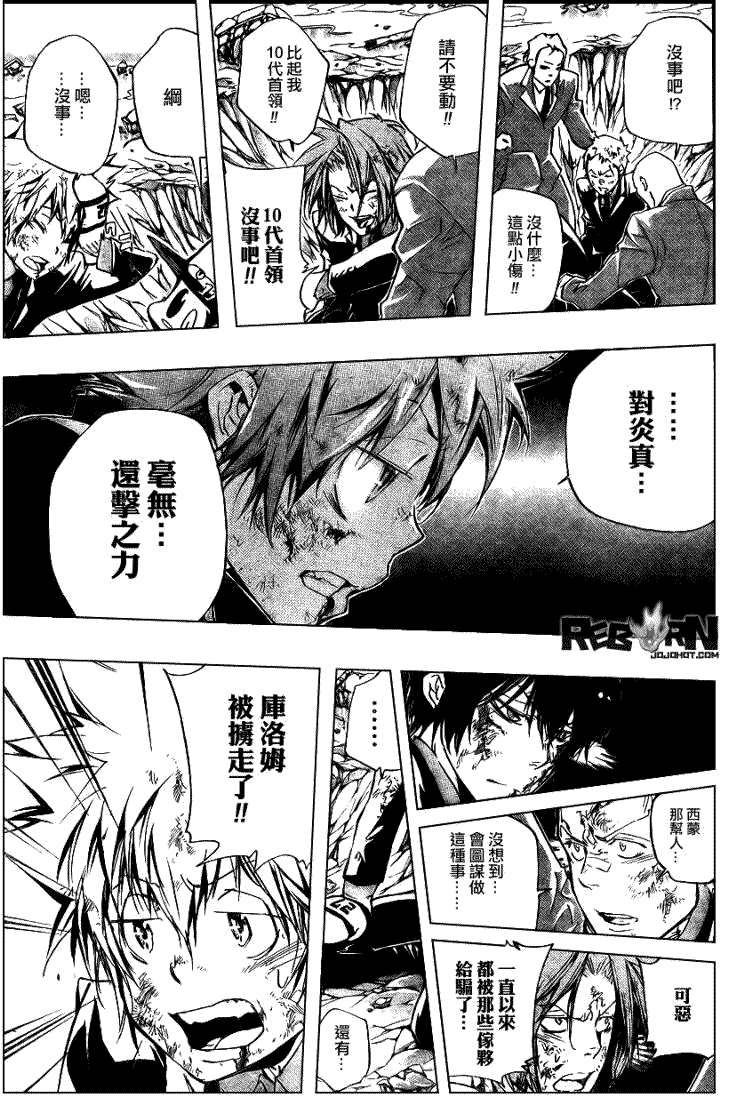 沒事吧!?
沒什麼…
這點小傷!!
請不要動!!
比起我
10代首領!!
10代首領
沒事吧!!
綱
…嗯…
…沒事…
……
對炎真…
毫無…
還擊之力
REBORN
JOJOHOT.COM
西蒙
那幫人…
沒想到…
會圖謀做
這種事……
可惡
一直以來
都被那些傢夥
給騙了…
……
還有…
庫洛姆
被擄走了!!